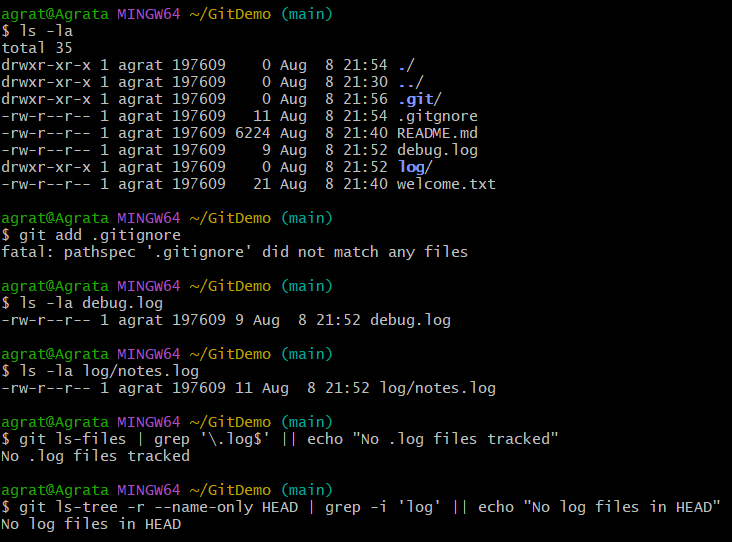 agrat@Agrata MINGW64 ~/GitDemo (main)
$ ls -la
total 35
drwxr-xr-x 1 agrat 197609    0 Aug  8 21:54 ./
drwxr-xr-x 1 agrat 197609    0 Aug  8 21:30 ../
drwxr-xr-x 1 agrat 197609    0 Aug  8 21:56 .git/
-rw-r--r-- 1 agrat 197609   11 Aug  8 21:54 .gitgnore
-rw-r--r-- 1 agrat 197609 6224 Aug  8 21:40 README.md
-rw-r--r-- 1 agrat 197609    9 Aug  8 21:52 debug.log
drwxr-xr-x 1 agrat 197609    0 Aug  8 21:52 log/
-rw-r--r-- 1 agrat 197609   21 Aug  8 21:40 welcome.txt
agrat@Agrata MINGW64 ~/GitDemo (main)
$ git add .gitignore
fatal: pathspec '.gitignore' did not match any files
agrat@Agrata MINGW64 ~/GitDemo (main)
$ ls -la debug.log
-rw-r--r-- 1 agrat 197609 9 Aug  8 21:52 debug.log
agrat@Agrata MINGW64 ~/GitDemo (main)
$ ls -la log/notes.log
-rw-r--r-- 1 agrat 197609 11 Aug  8 21:52 log/notes.log
agrat@Agrata MINGW64 ~/GitDemo (main)
$ git ls-files | grep '\.log$' || echo "No .log files tracked"
No .log files tracked
agrat@Agrata MINGW64 ~/GitDemo (main)
$ git ls-tree -r --name-only HEAD | grep -i 'log' || echo "No log files in HEAD"
No log files in HEAD